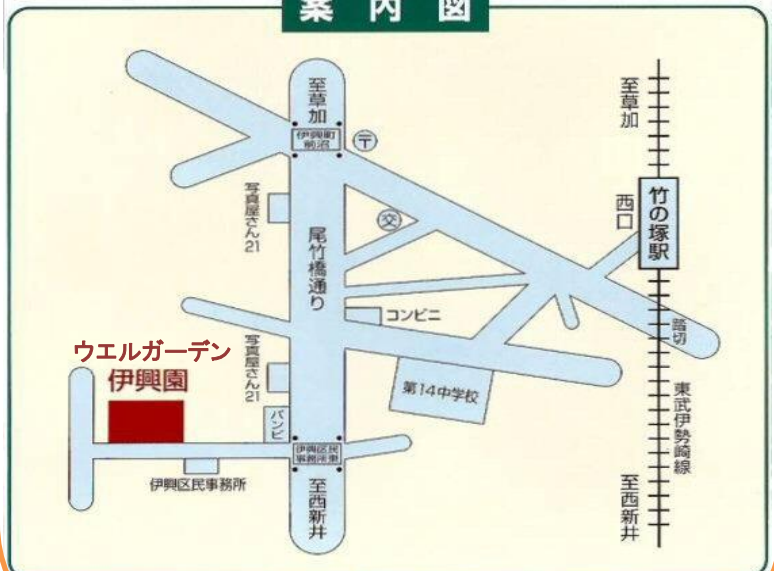 案内図
至草加
伊興町
前沼
〒
至草加
写真屋さん21
交
西口
竹の塚駅
尾竹橋通り
コンビニ
踏切
ウエルガーデン
伊興園
写真屋さん21
第14中学校
東武伊勢崎線
バンビ
伊興区民
事務所東
伊興区民事務所
至西新井
至西新井